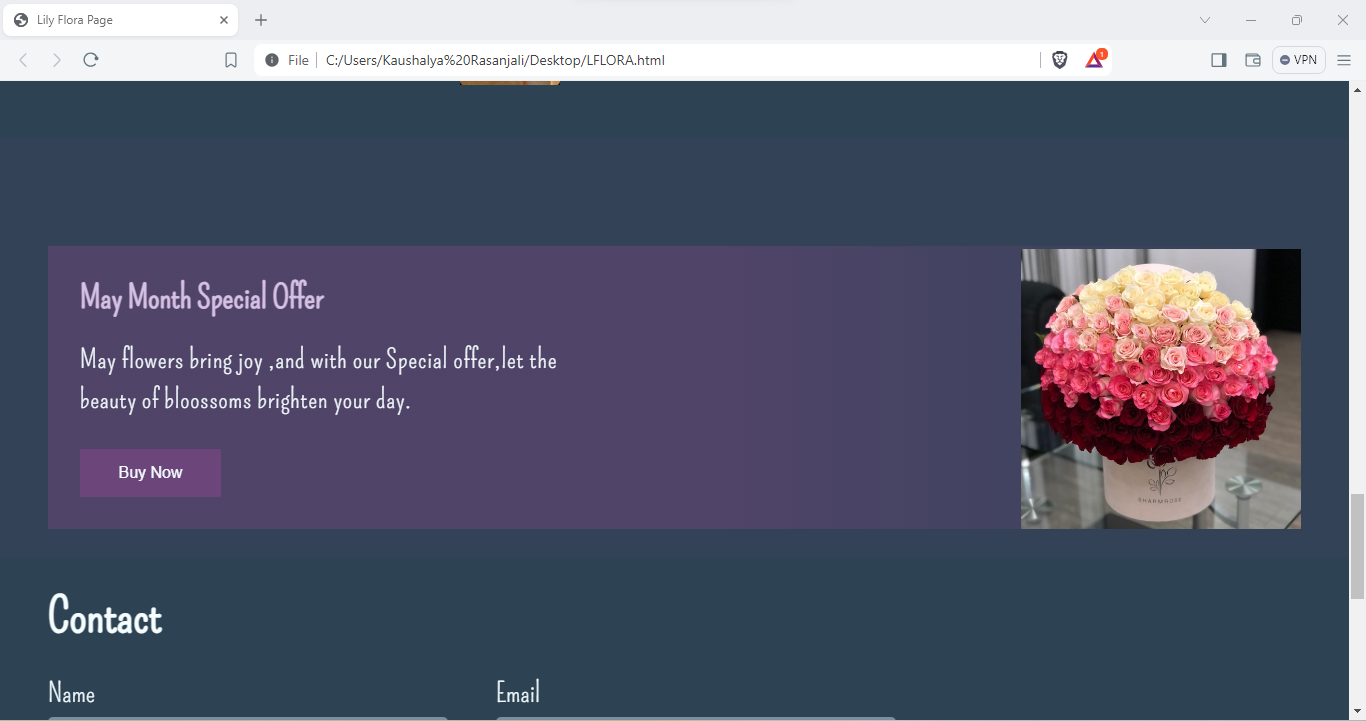 Lily Flora Page
File C:/Users/Kaushalya%20Rasanjali/Desktop/LFLORA.html
1
VPN
May Month Special Offer
May flowers bring joy ,and with our Special offer,let the
beauty of bloossoms brighten your day.
Buy Now
SHARMROSE
Contact
Name Email